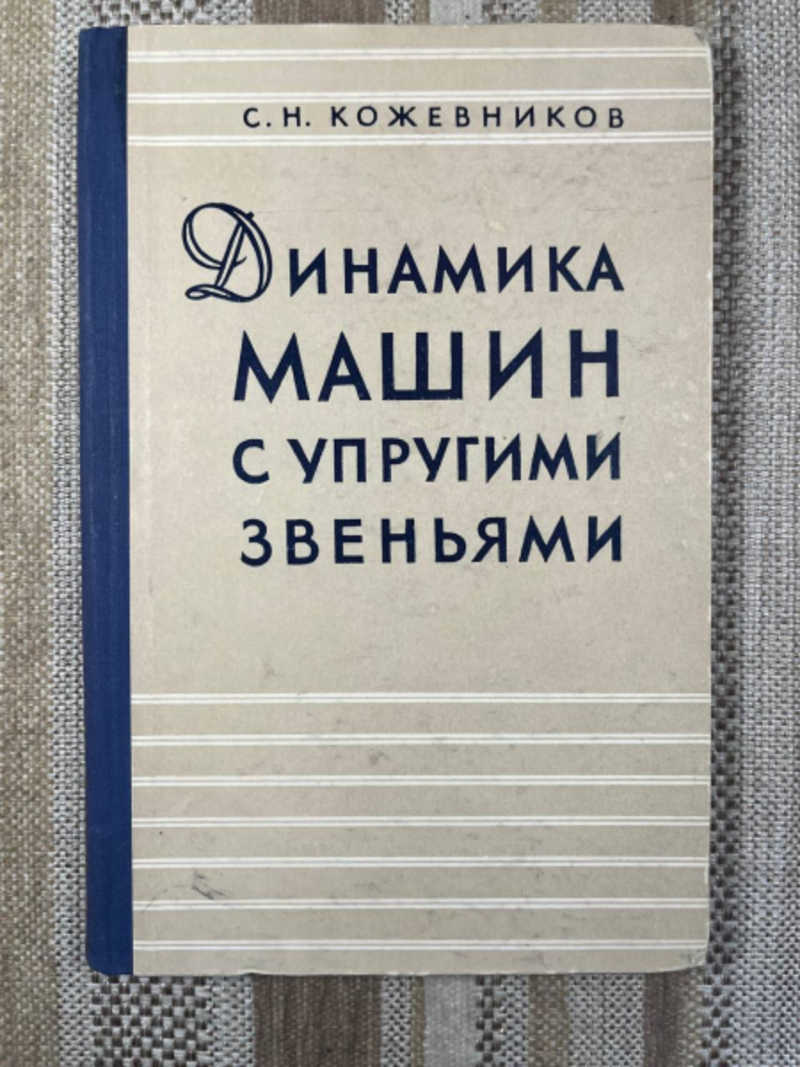 С. Н. КОЖЕВНИКОВ
ДИНАМИКА
МАШИН
С УПРУГИМИ
ЗВЕНЬЯМИ